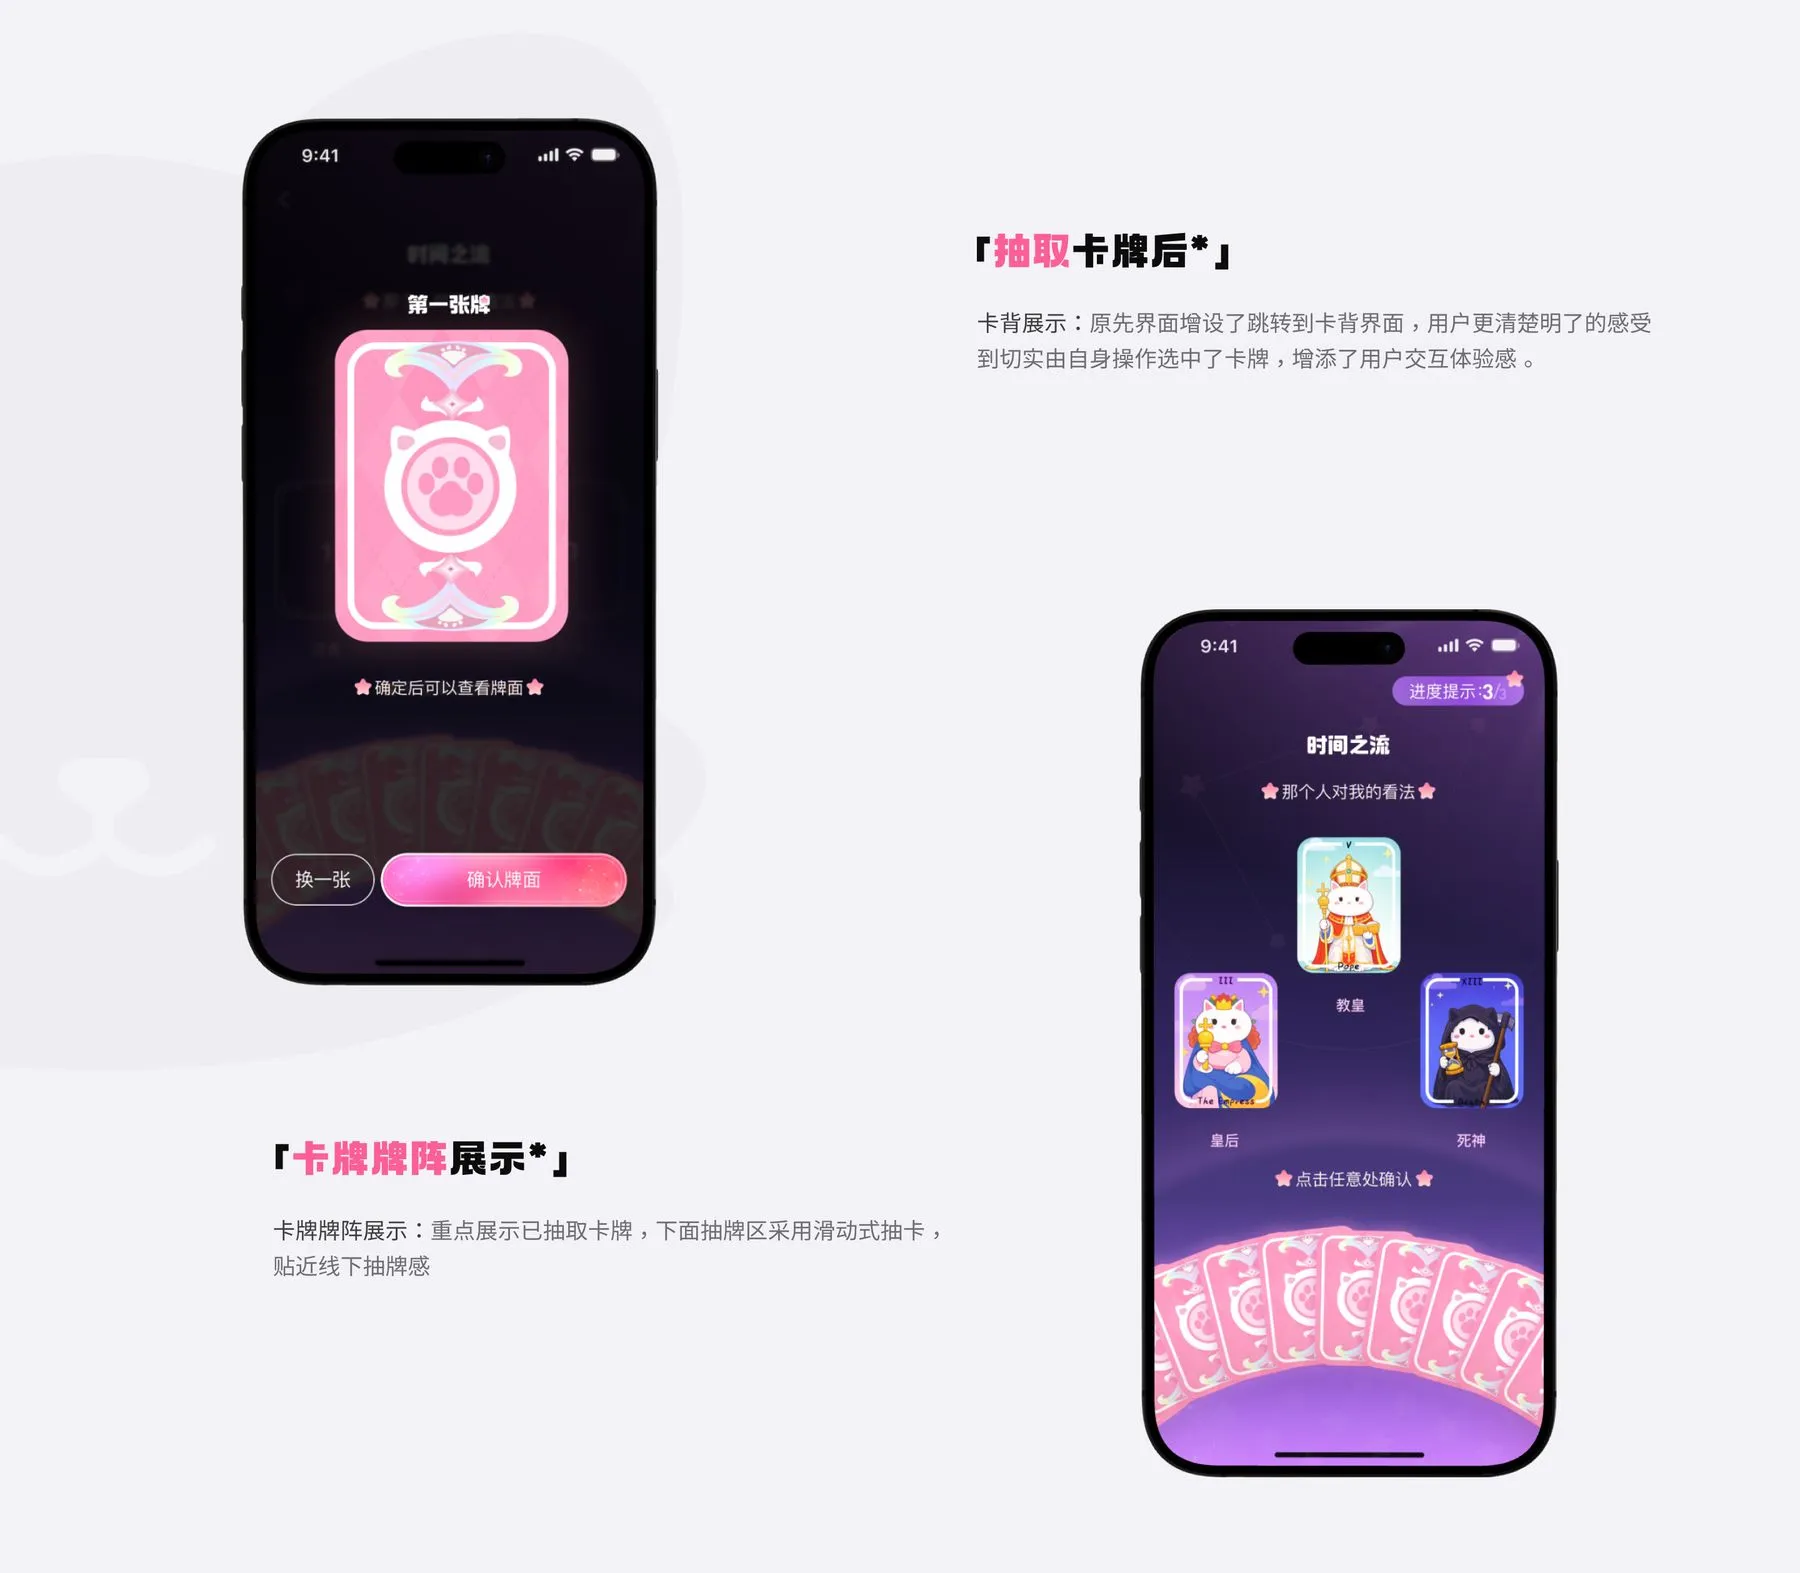 9:41
时间之流
第一张牌
确定后可以查看牌面
换一张
确认牌面
「抽取卡牌后*」
卡背展示：原先界面增设了跳转到卡背界面，用户更清楚明了的感受
到切实由自身操作选中了卡牌，增添了用户交互体验感。
9:41
进度提示:3/3
时间之流
那个人对我的看法
V
Pope
教皇
III
The Empress
皇后
XIII
Death
死神
点击任意处确认
「卡牌牌阵展示*」
卡牌牌阵展示：重点展示已抽取卡牌，下面抽牌区采用滑动式抽卡，
贴近线下抽牌感